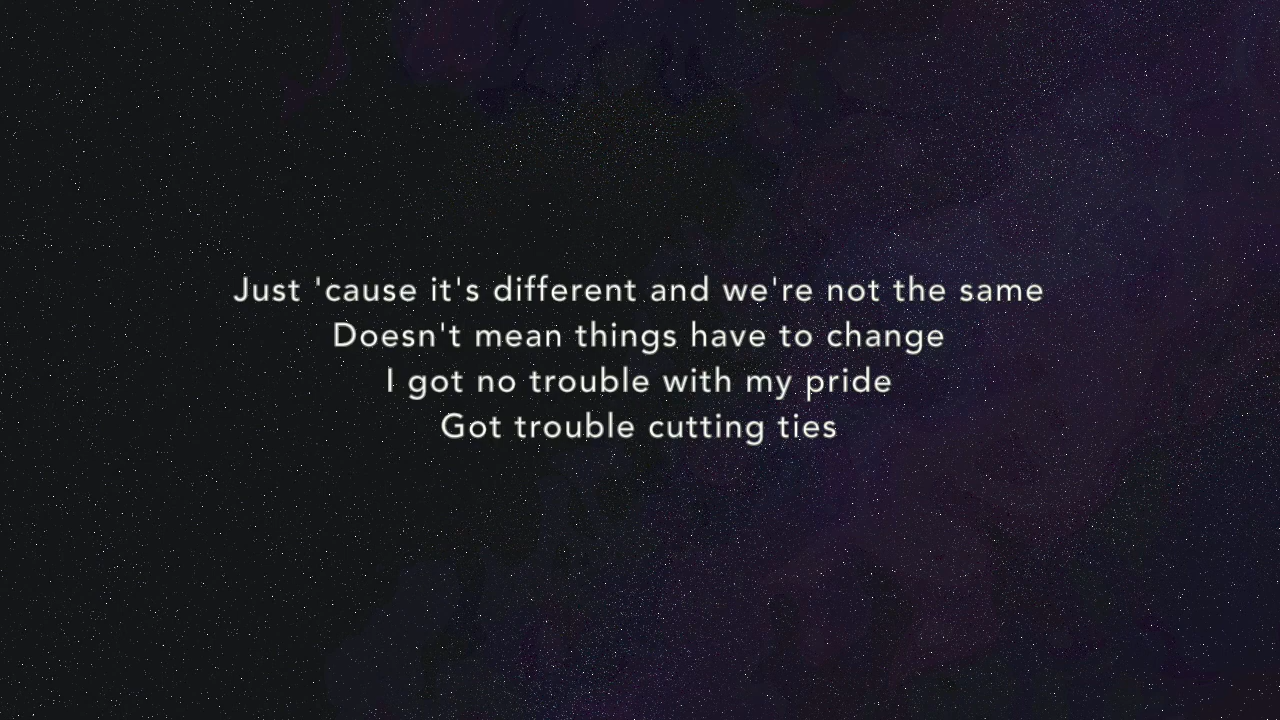 Just 'cause it's different and we're not the same
Doesn't mean things have to change
I got no trouble with my pride
Got trouble cutting ties